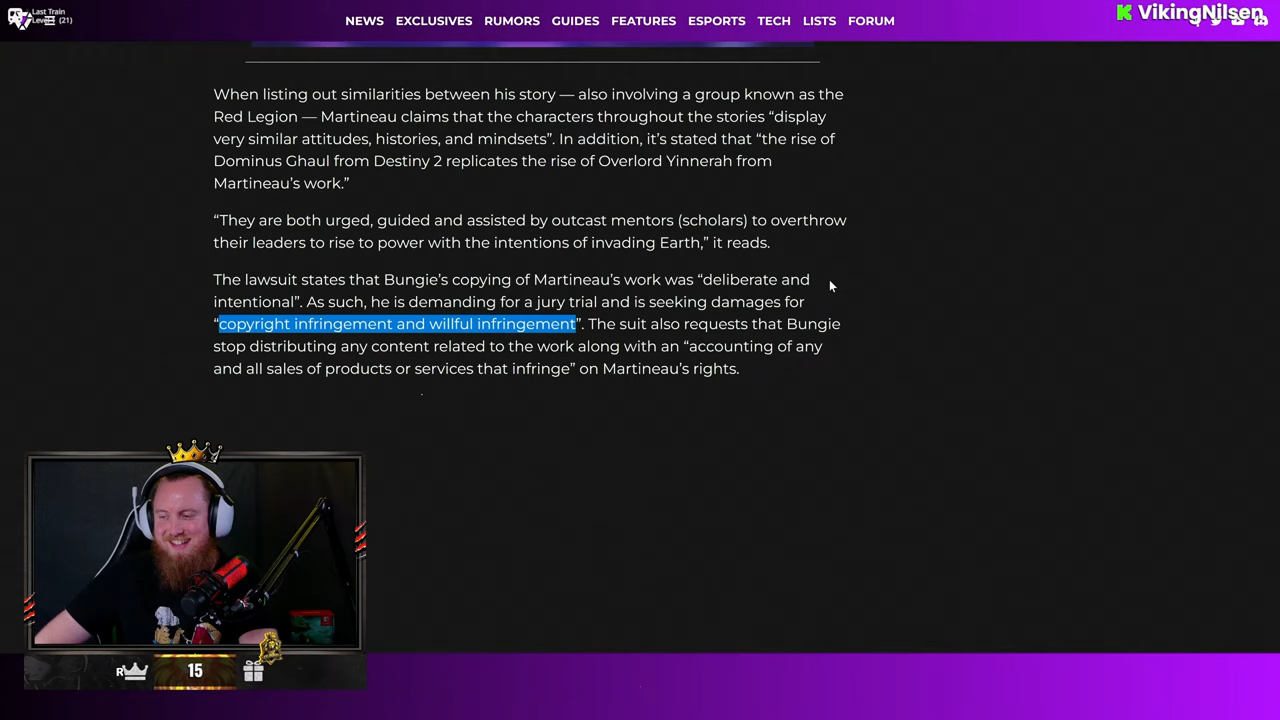 Last Train
Level 1 (21)
NEWS EXCLUSIVES RUMORS GUIDES FEATURES ESPORTS TECH LISTS FORUM
VikingNilsen
When listing out similarities between his story — also involving a group known as the
Red Legion — Martineau claims that the characters throughout the stories “display
very similar attitudes, histories, and mindsets”. In addition, it’s stated that “the rise of
Dominus Ghaul from Destiny 2 replicates the rise of Overlord Yinnerah from
Martineau’s work.”
“They are both urged, guided and assisted by outcast mentors (scholars) to overthrow
their leaders to rise to power with the intentions of invading Earth,” it reads.
The lawsuit states that Bungie’s copying of Martineau’s work was “deliberate and
intentional”. As such, he is demanding for a jury trial and is seeking damages for
“copyright infringement and willful infringement”. The suit also requests that Bungie
stop distributing any content related to the work along with an “accounting of any
and all sales of products or services that infringe” on Martineau’s rights.
R
15